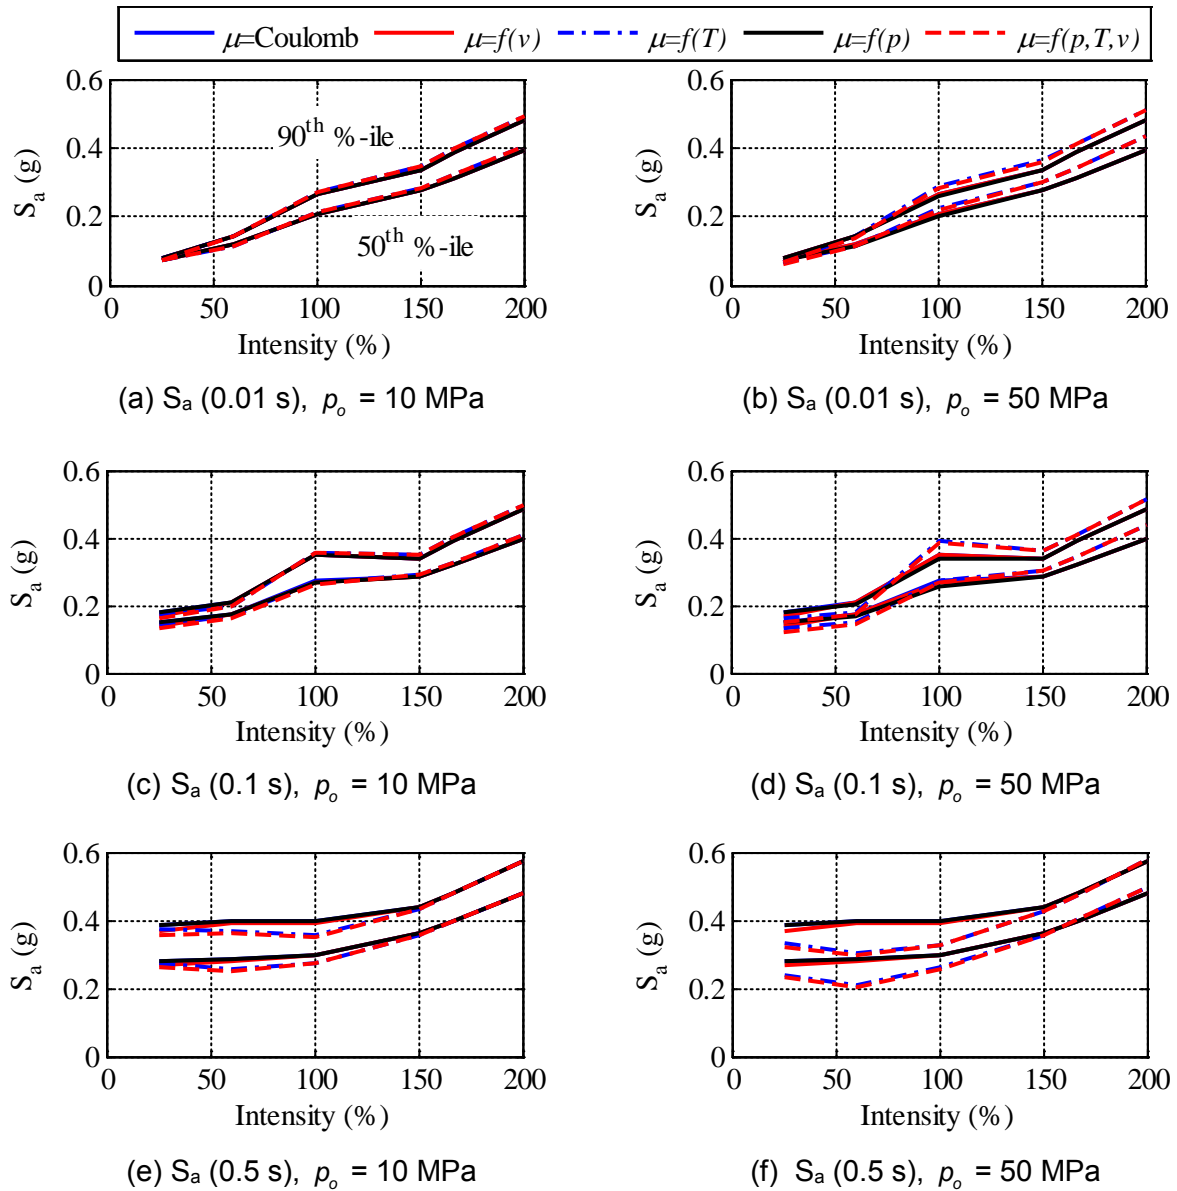 μ=Coulomb μ=f(v) μ=f(T) μ=f(p) μ=f(p,T,v)
0.6 0.4 0.2 0
S_a (g)
90th %-ile
50th %-ile
0 50 100 150 200
Intensity (%)
(a) Sa (0.01 s), p_o = 10 MPa
0.6 0.4 0.2 0
S_a (g)
0 50 100 150 200
Intensity (%)
(b) Sa (0.01 s), p_o = 50 MPa
0.6 0.4 0.2 0
S_a (g)
0 50 100 150 200
Intensity (%)
(c) Sa (0.1 s), p_o = 10 MPa
0.6 0.4 0.2 0
S_a (g)
0 50 100 150 200
Intensity (%)
(d) Sa (0.1 s), p_o = 50 MPa
0.6 0.4 0.2 0
S_a (g)
0 50 100 150 200
Intensity (%)
(e) Sa (0.5 s), p_o = 10 MPa
0.6 0.4 0.2 0
S_a (g)
0 50 100 150 200
Intensity (%)
(f) Sa (0.5 s), p_o = 50 MPa